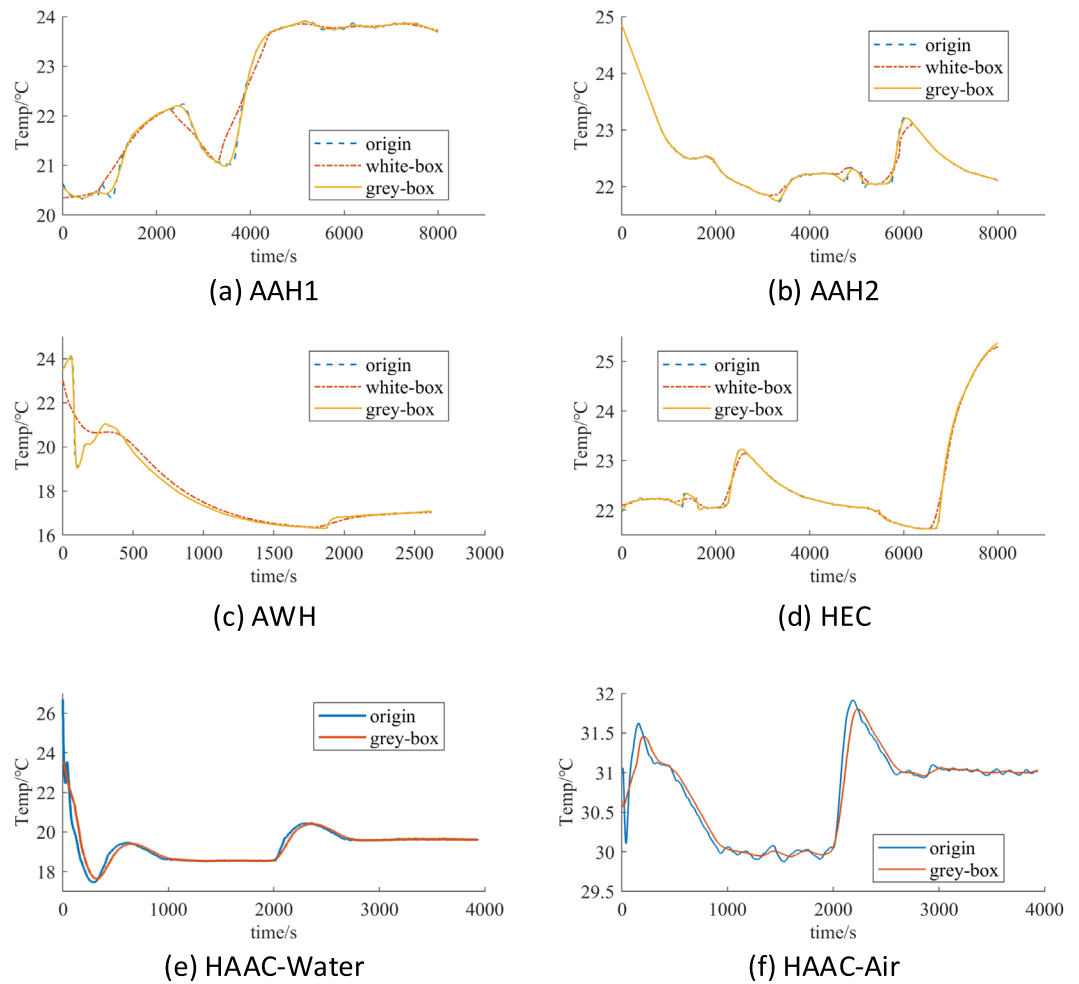 24
23
22
21
20
Temp/℃
origin
white-box
grey-box
0 2000 4000 6000 8000
time/s
(a) AAH1
25
24
23
22
21.5
Temp/℃
origin
white-box
grey-box
0 2000 4000 6000 8000
time/s
(b) AAH2
24
22
20
18
16
Temp/℃
origin
white-box
grey-box
0 500 1000 1500 2000 2500 3000
time/s
(c) AWH
25
24
23
22
Temp/℃
origin
white-box
grey-box
0 2000 4000 6000 8000
time/s
(d) HEC
26
24
22
20
18
Temp/℃
origin
grey-box
0 1000 2000 3000 4000
time/s
(e) HAAC-Water
32
31
30.5
30
29.5
Temp/℃
origin
grey-box
0 1000 2000 3000 4000
time/s
(f) HAAC-Air